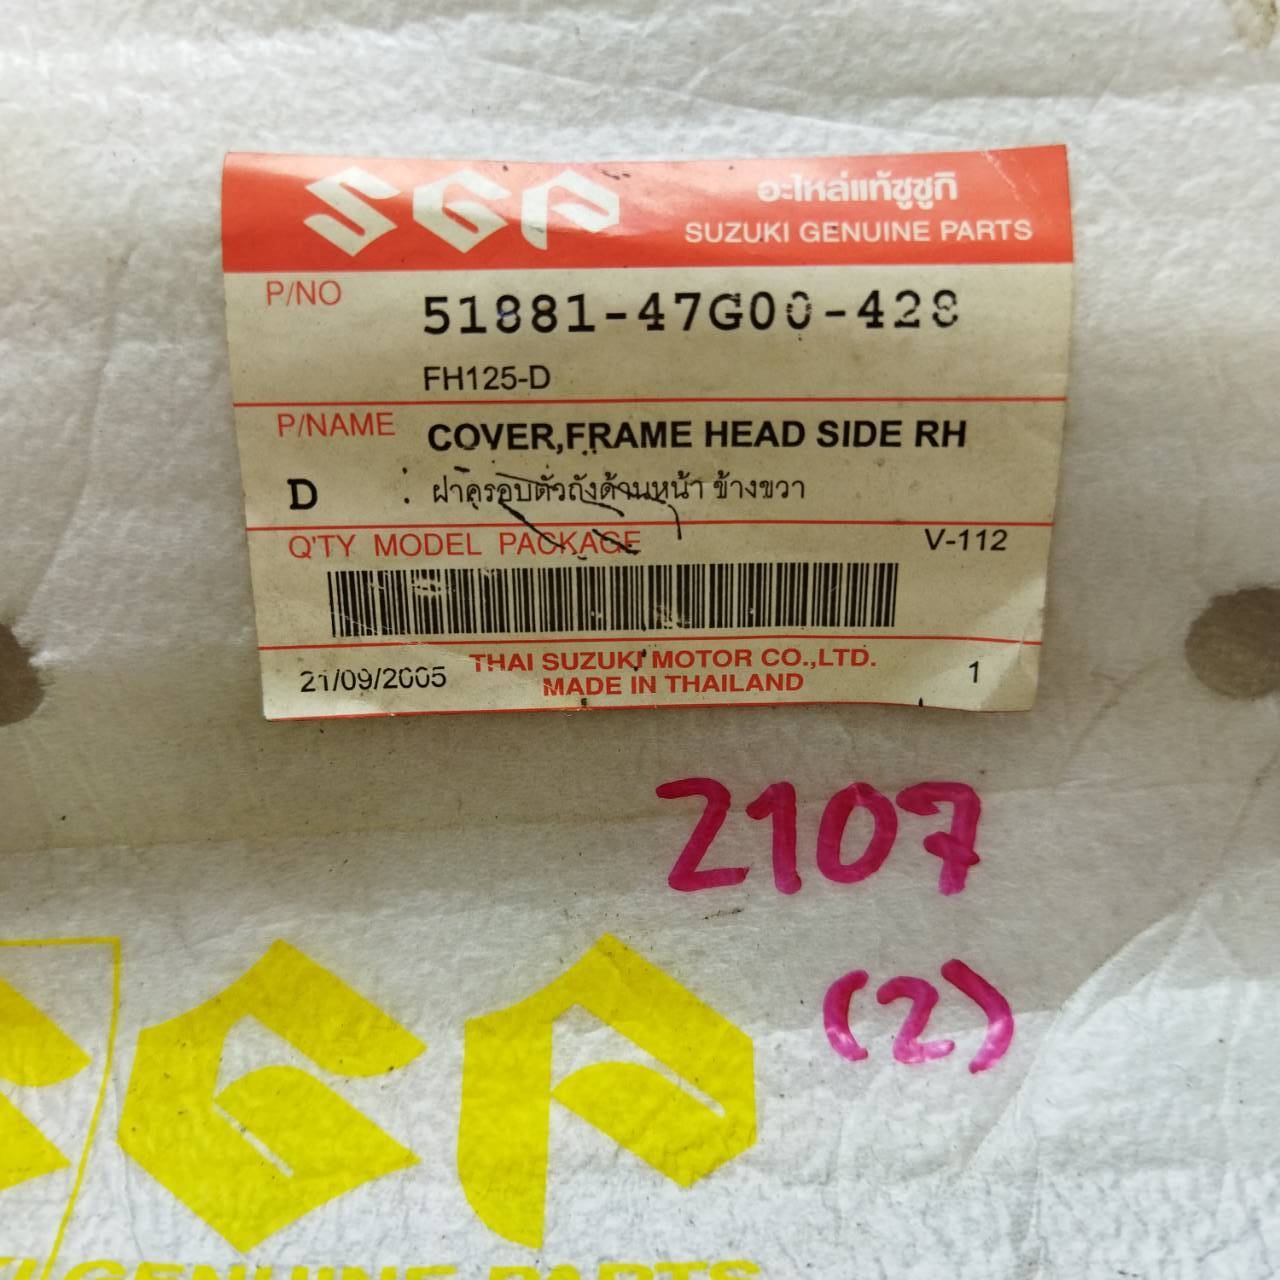 SGP
อะไหล่แท้ซูซูกิ
SUZUKI GENUINE PARTS
P/NO
51881-47G00-428
FH125-D
P/NAME
COVER,FRAME HEAD SIDE RH
D : ฝาครอบตัวถังด้านหน้า ข้างขวา
Q'TY MODEL PACKAGE
V-112
21/09/2005
THAI SUZUKI MOTOR CO.,LTD.
MADE IN THAILAND
1
2107
(2)
SGP
KI GENUINE PARTS